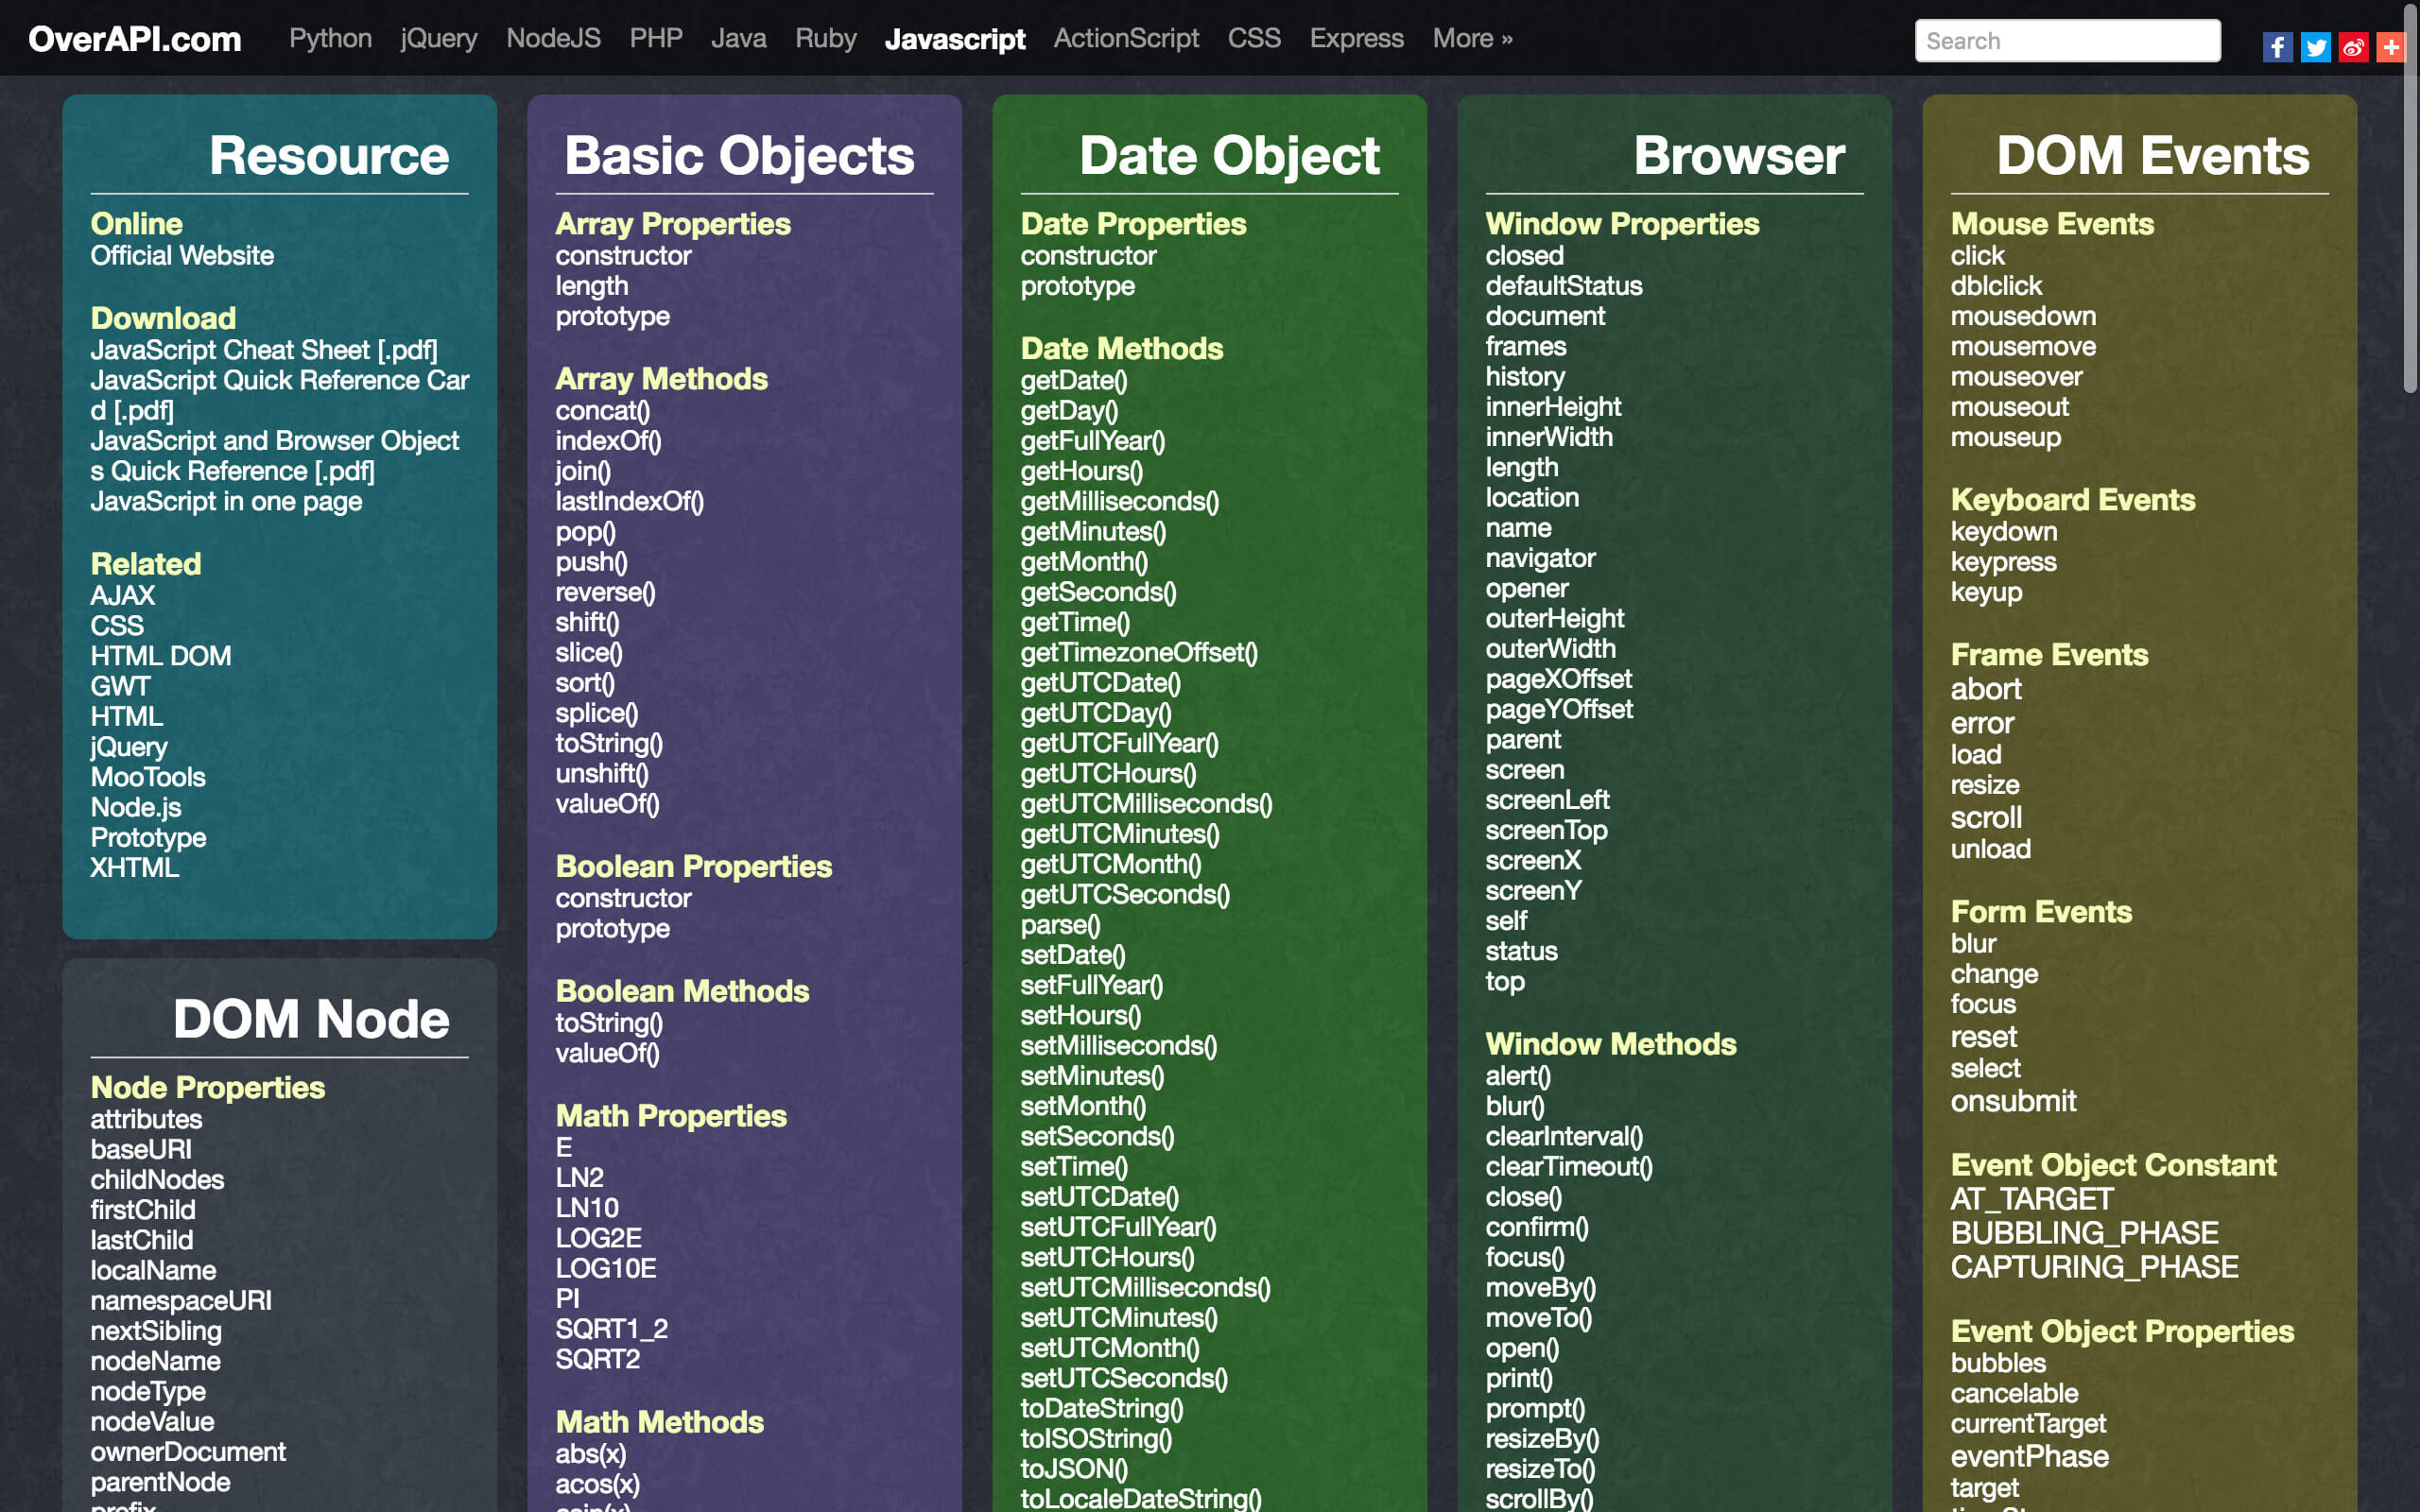 OverAPI.com Python jQuery NodeJS PHP Java Ruby Javascript ActionScript CSS Express More » Search
Resource
Online
Official Website
Download
JavaScript Cheat Sheet [.pdf]
JavaScript Quick Reference Car
d [.pdf]
JavaScript and Browser Object
s Quick Reference [.pdf]
JavaScript in one page
Related
AJAX
CSS
HTML DOM
GWT
HTML
jQuery
MooTools
Node.js
Prototype
XHTML
DOM Node
Node Properties
attributes
baseURI
childNodes
firstChild
lastChild
localName
namespaceURI
nextSibling
nodeName
nodeType
nodeValue
ownerDocument
parentNode
prefix
Basic Objects
Array Properties
constructor
length
prototype
Array Methods
concat()
indexOf()
join()
lastIndexOf()
pop()
push()
reverse()
shift()
slice()
sort()
splice()
toString()
unshift()
valueOf()
Boolean Properties
constructor
prototype
Boolean Methods
toString()
valueOf()
Math Properties
E
LN2
LN10
LOG2E
LOG10E
PI
SQRT1_2
SQRT2
Math Methods
abs(x)
acos(x)
asin(x)
Date Object
Date Properties
constructor
prototype
Date Methods
getDate()
getDay()
getFullYear()
getHours()
getMilliseconds()
getMinutes()
getMonth()
getSeconds()
getTime()
getTimezoneOffset()
getUTCDate()
getUTCDay()
getUTCFullYear()
getUTCHours()
getUTCMilliseconds()
getUTCMinutes()
getUTCMonth()
getUTCSeconds()
parse()
setDate()
setFullYear()
setHours()
setMilliseconds()
setMinutes()
setMonth()
setSeconds()
setTime()
setUTCDate()
setUTCFullYear()
setUTCHours()
setUTCMilliseconds()
setUTCMinutes()
setUTCMonth()
setUTCSeconds()
toDateString()
toISOString()
toJSON()
toLocaleDateString()
Browser
Window Properties
closed
defaultStatus
document
frames
history
innerHeight
innerWidth
length
location
name
navigator
opener
outerHeight
outerWidth
pageXOffset
pageYOffset
parent
screen
screenLeft
screenTop
screenX
screenY
self
status
top
Window Methods
alert()
blur()
clearInterval()
clearTimeout()
close()
confirm()
focus()
moveBy()
moveTo()
open()
print()
prompt()
resizeBy()
resizeTo()
scrollBy()
DOM Events
Mouse Events
click
dblclick
mousedown
mousemove
mouseover
mouseout
mouseup
Keyboard Events
keydown
keypress
keyup
Frame Events
abort
error
load
resize
scroll
unload
Form Events
blur
change
focus
reset
select
onsubmit
Event Object Constant
AT_TARGET
BUBBLING_PHASE
CAPTURING_PHASE
Event Object Properties
bubbles
cancelable
currentTarget
eventPhase
target